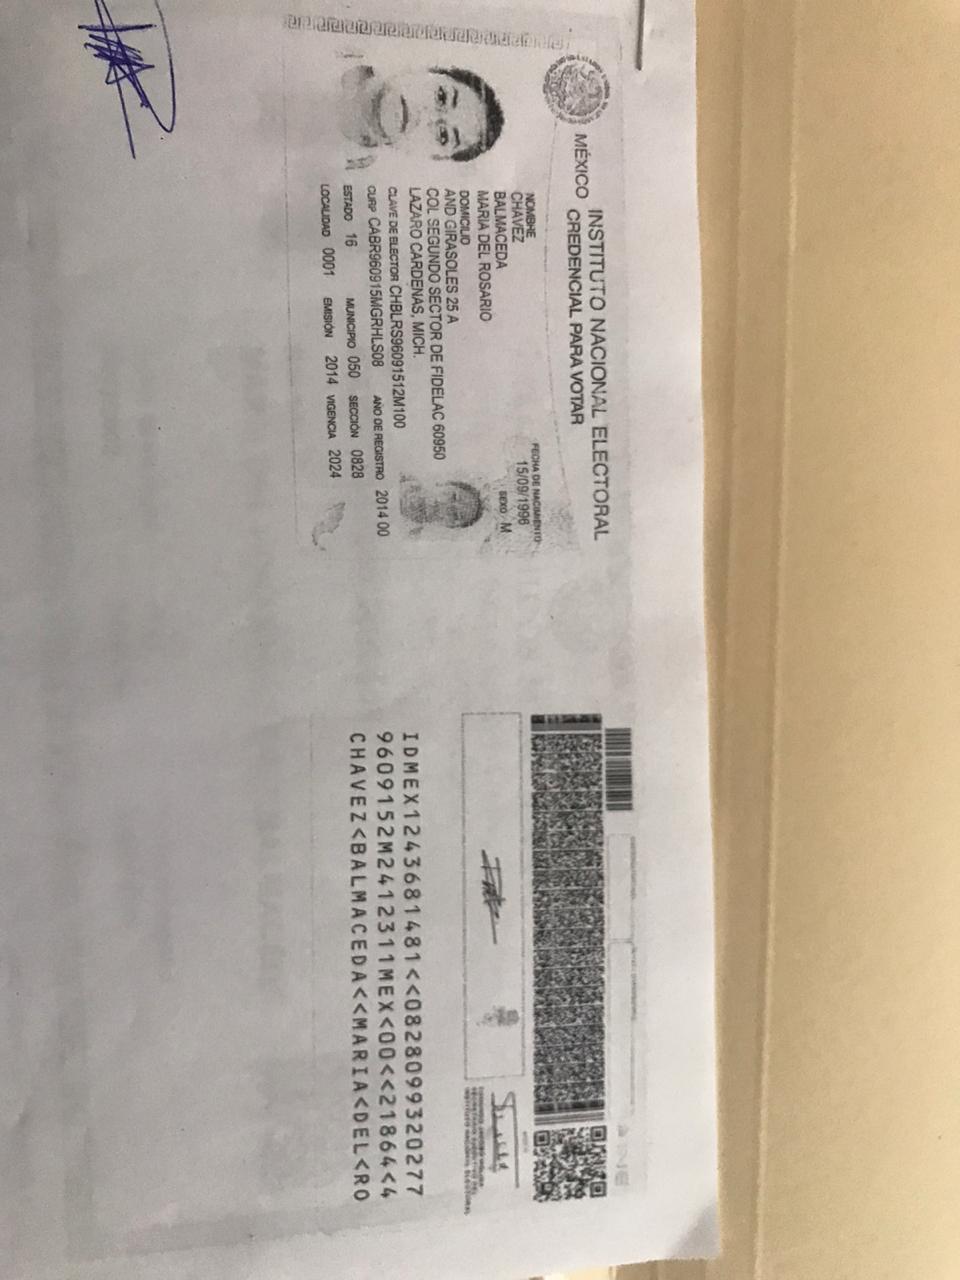 MÉXICO INSTITUTO NACIONAL ELECTORAL
CREDENCIAL PARA VOTAR
NOMBRE
CHAVEZ
BALMACEDA
MARIA DEL ROSARIO
FECHA DE NACIMIENTO
15/09/1996
SEXO M
DOMICILIO
AND GIRASOLES 25 A
COL SEGUNDO SECTOR DE FIDELAC 60950
LAZARO CARDENAS, MICH.
CLAVE DE ELECTOR CHBLRS96091512M100
CURP CABR960915MGRHLS08 AÑO DE REGISTRO 2014 00
ESTADO 16 MUNICIPIO 050 SECCIÓN 0828
LOCALIDAD 0001 EMISIÓN 2014 VIGENCIA 2024
IDMEX1243681481<<0828099320277
9609152M2412311MEX<00<<21864<4
CHAVEZ<BALMACEDA<<MARIA<DEL<RO